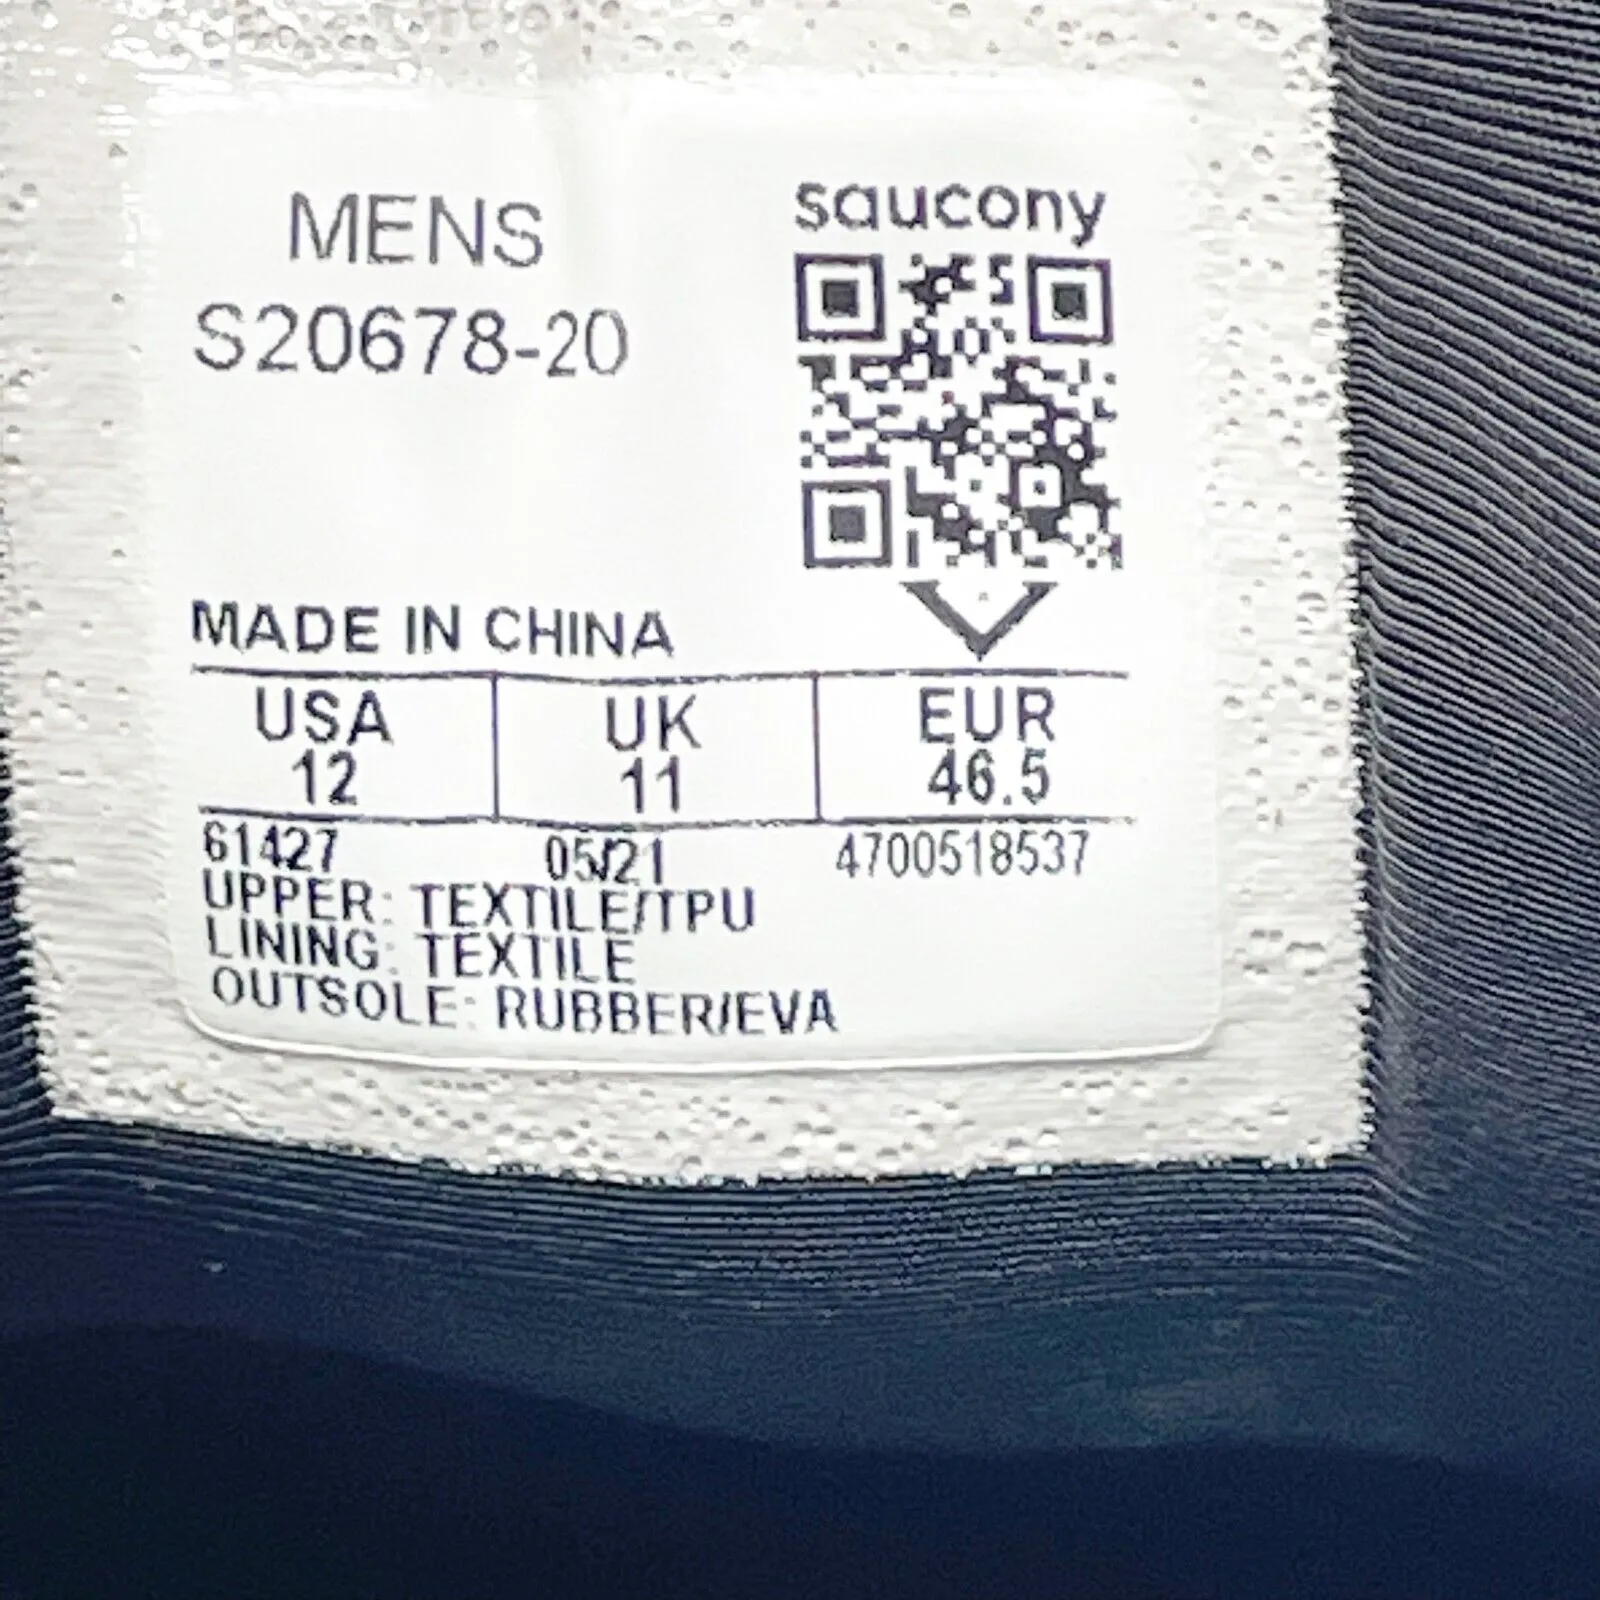 MENS
S20678-20
saucony
MADE IN CHINA
USA UK EUR
12 11 46.5
61427 05/21 4700518537
UPPER: TEXTILE/TPU
LINING: TEXTILE
OUTSOLE: RUBBER/EVA